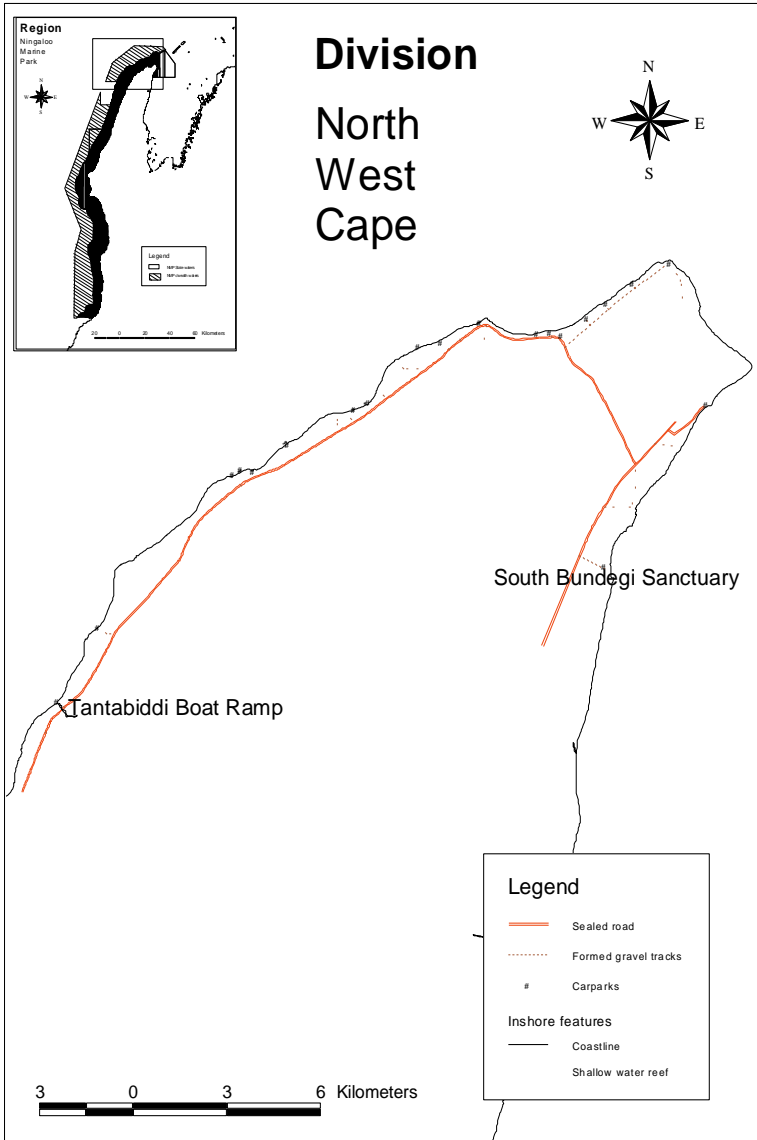 Region
Ningaloo
Marine
Park
N
W E
S
Legend
20 0 20 40 60 Kilometers
Division
North
West
Cape
N
W E
S
South Bundegi Sanctuary
Tantabiddi Boat Ramp
Legend
Sealed road
Formed gravel tracks
# Carparks
Inshore features
Coastline
Shallow water reef
3 0 3 6 Kilometers